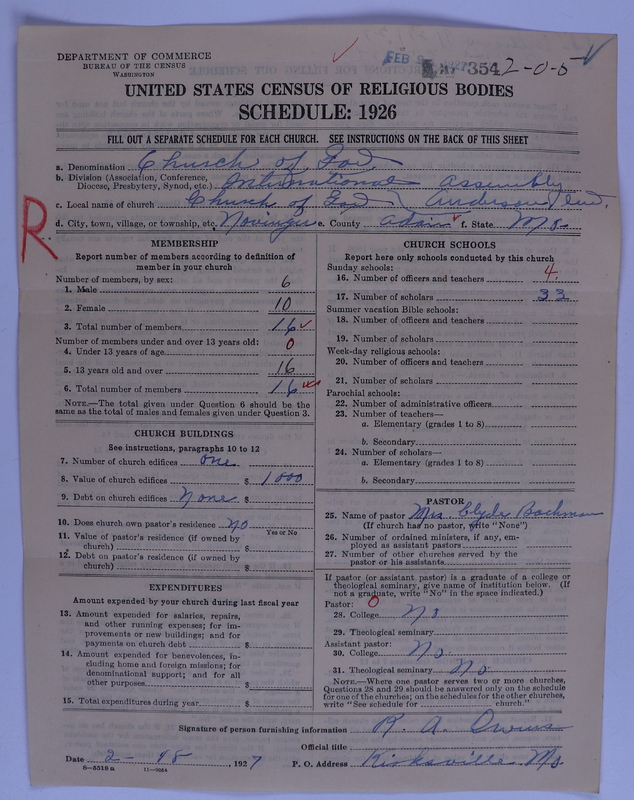 DEPARTMENT OF COMMERCE
BUREAU OF THE CENSUS
WASHINGTON
FEB
354 2-0-5
UNITED STATES CENSUS OF RELIGIOUS BODIES
SCHEDULE: 1926
FILL OUT A SEPARATE SCHEDULE FOR EACH CHURCH. SEE INSTRUCTIONS ON THE BACK OF THIS SHEET
a. Denomination Church of God
b. Division (Association, Conference, Diocese, Presbytery, Synod, etc.) International Assembly
c. Local name of church Church of God Anderson Ind.
d. City, town, village, or township, etc. Novinger e. County Adair f. State Mo.
R
MEMBERSHIP
Report number of members according to definition of
member in your church
Number of members, by sex:
1. Male 6
2. Female 10
3. Total number of members 16
Number of members under and over 13 years old:
4. Under 13 years of age 0
5. 13 years old and over 16
6. Total number of members 16
NOTE.—The total given under Question 6 should be the
same as the total of males and females given under Question 3.
CHURCH BUILDINGS
See instructions, paragraphs 10 to 12
7. Number of church edifices one
8. Value of church edifices $ 1000
9. Debt on church edifices None $
10. Does church own pastor's residence no
Yes or No
11. Value of pastor's residence (if owned by
church) $
12. Debt on pastor's residence (if owned by
church) $
EXPENDITURES
Amount expended by your church during last fiscal year
13. Amount expended for salaries, repairs,
and other running expenses; for im-
provements or new buildings; and for
payments on church debt $
14. Amount expended for benevolences, in-
cluding home and foreign missions; for
denominational support; and for all
other purposes $
15. Total expenditures during year $
CHURCH SCHOOLS
Report here only schools conducted by this church
Sunday schools:
16. Number of officers and teachers 4
17. Number of scholars 33
Summer vacation Bible schools:
18. Number of officers and teachers
19. Number of scholars
Week-day religious schools:
20. Number of officers and teachers
21. Number of scholars
Parochial schools:
22. Number of administrative officers
23. Number of teachers—
a. Elementary (grades 1 to 8)
b. Secondary
24. Number of scholars—
a. Elementary (grades 1 to 8)
b. Secondary
PASTOR
25. Name of pastor Mrs Clyde Bachman
(If church has no pastor, write "None")
26. Number of ordained ministers, if any, em-
ployed as assistant pastors
27. Number of other churches served by the
pastor or his assistants
If pastor (or assistant pastor) is a graduate of a college or
theological seminary, give name of institution below. (If
not a graduate, write "No" in the space indicated.)
Pastor: 0
28. College No
29. Theological seminary
Assistant pastor:
30. College No
31. Theological seminary No
NOTE.—Where one pastor serves two or more churches,
Questions 28 and 29 should be answered only on the schedule
for one of the churches; on the schedules for the other churches,
write "See schedule for church."
Signature of person furnishing information R. A. Owens
Official title
Date 2-18, 1927 P. O. Address Kirksville Mo.
8—5519 a 11—9054